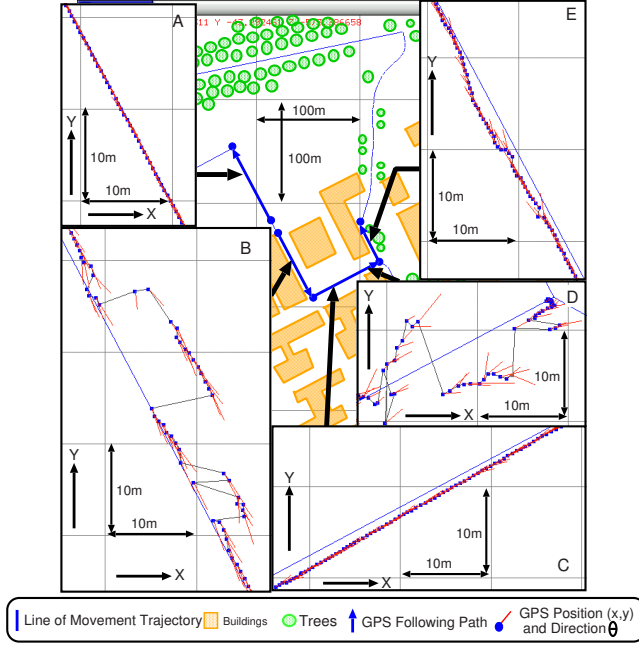 A
Y
10m
10m
X
100m
100m
E
Y
10m
10m
X
B
Y
10m
10m
X
D
Y
10m
10m
X
C
Y
10m
10m
X
Line of Movement Trajectory Buildings Trees GPS Following Path GPS Position (x,y) and Direction θ